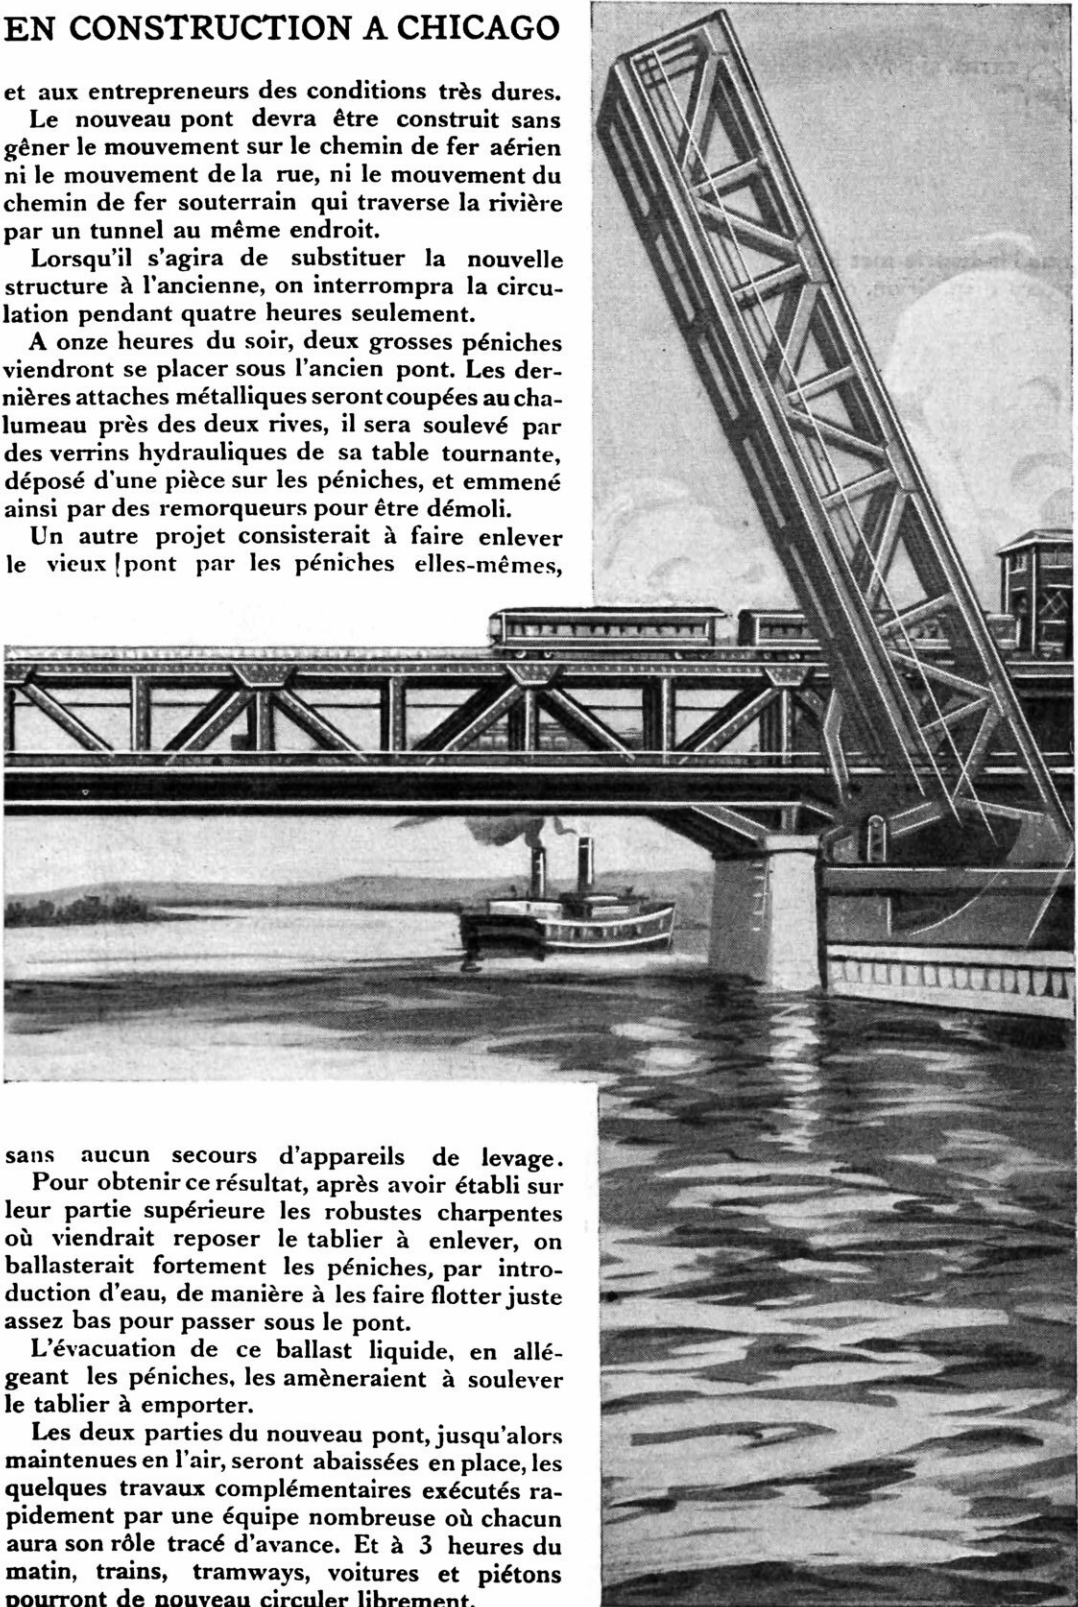 EN CONSTRUCTION A CHICAGO
et aux entrepreneurs des conditions très dures.
Le nouveau pont devra être construit sans
gêner le mouvement sur le chemin de fer aérien
ni le mouvement de la rue, ni le mouvement du
chemin de fer souterrain qui traverse la rivière
par un tunnel au même endroit.
Lorsqu'il s'agira de substituer la nouvelle
structure à l'ancienne, on interrompra la circu-
lation pendant quatre heures seulement.
A onze heures du soir, deux grosses péniches
viendront se placer sous l'ancien pont. Les der-
nières attaches métalliques seront coupées au cha-
lumeau près des deux rives, il sera soulevé par
des verrins hydrauliques de sa table tournante,
déposé d'une pièce sur les péniches, et emmené
ainsi par des remorqueurs pour être démoli.
Un autre projet consisterait à faire enlever
le vieux pont par les péniches elles-mêmes,
sans aucun secours d'appareils de levage.
Pour obtenir ce résultat, après avoir établi sur
leur partie supérieure les robustes charpentes
où viendrait reposer le tablier à enlever, on
ballasterait fortement les péniches, par intro-
duction d'eau, de manière à les faire flotter juste
assez bas pour passer sous le pont.
L'évacuation de ce ballast liquide, en allé-
geant les péniches, les amèneraient à soulever
le tablier à emporter.
Les deux parties du nouveau pont, jusqu'alors
maintenues en l'air, seront abaissées en place, les
quelques travaux complémentaires exécutés ra-
pidement par une équipe nombreuse où chacun
aura son rôle tracé d'avance. Et à 3 heures du
matin, trains, tramways, voitures et piétons
pourront de nouveau circuler librement.